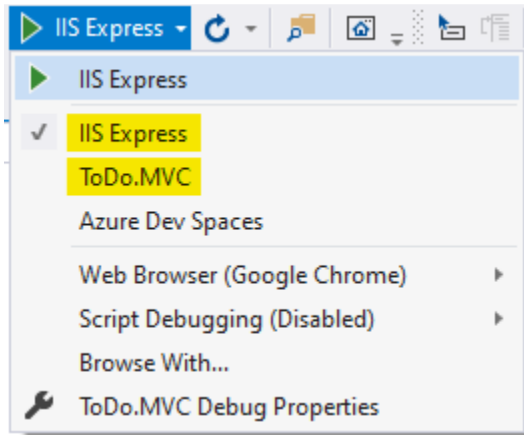 IIS Express
IIS Express
IIS Express
ToDo.MVC
Azure Dev Spaces
Web Browser (Google Chrome)
Script Debugging (Disabled)
Browse With...
ToDo.MVC Debug Properties